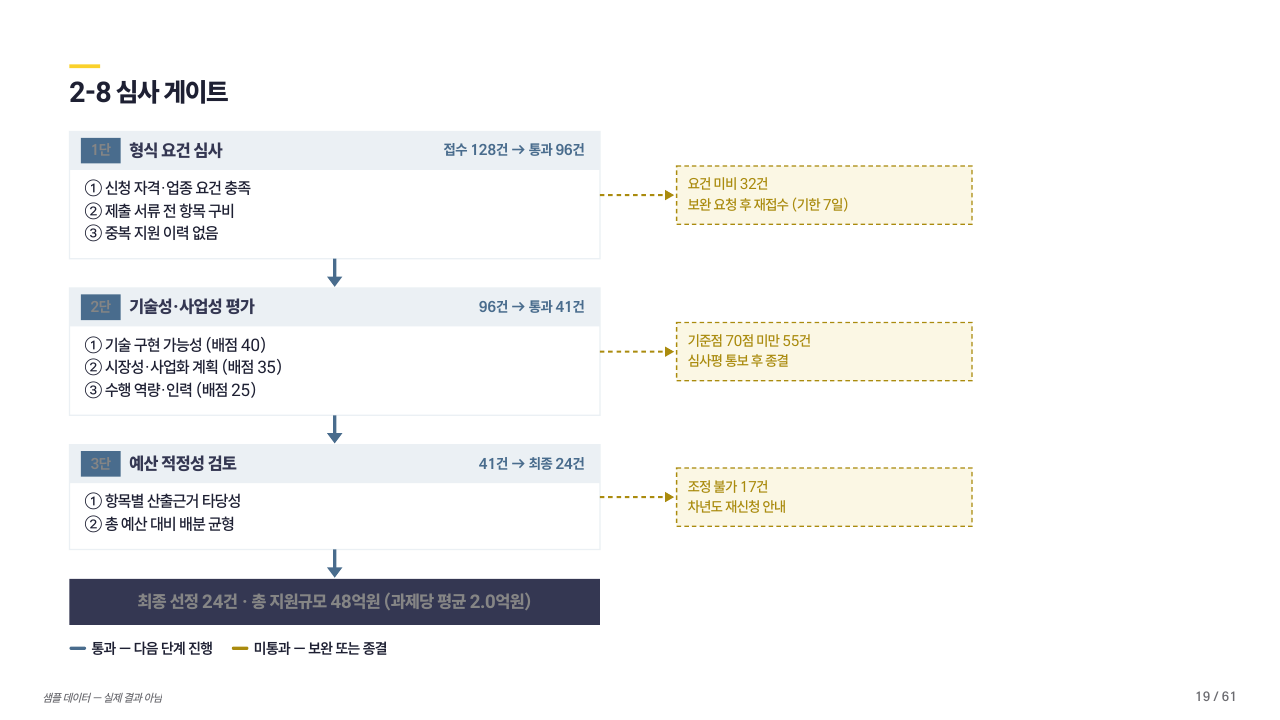 2-8 심사 게이트
1단 형식 요건 심사 접수 128건 → 통과 96건
① 신청 자격·업종 요건 충족
② 제출 서류 전 항목 구비
③ 중복 지원 이력 없음
요건 미비 32건
보완 요청 후 재접수 (기한 7일)
2단 기술성·사업성 평가 96건 → 통과 41건
① 기술 구현 가능성 (배점 40)
② 시장성·사업화 계획 (배점 35)
③ 수행 역량·인력 (배점 25)
기준점 70점 미만 55건
심사평 통보 후 종결
3단 예산 적정성 검토 41건 → 최종 24건
① 항목별 산출근거 타당성
② 총 예산 대비 배분 균형
조정 불가 17건
차년도 재신청 안내
최종 선정 24건 · 총 지원규모 48억원 (과제당 평균 2.0억원)
통과 — 다음 단계 진행 미통과 — 보완 또는 종결
샘플 데이터 — 실제 결과 아님
19 / 61